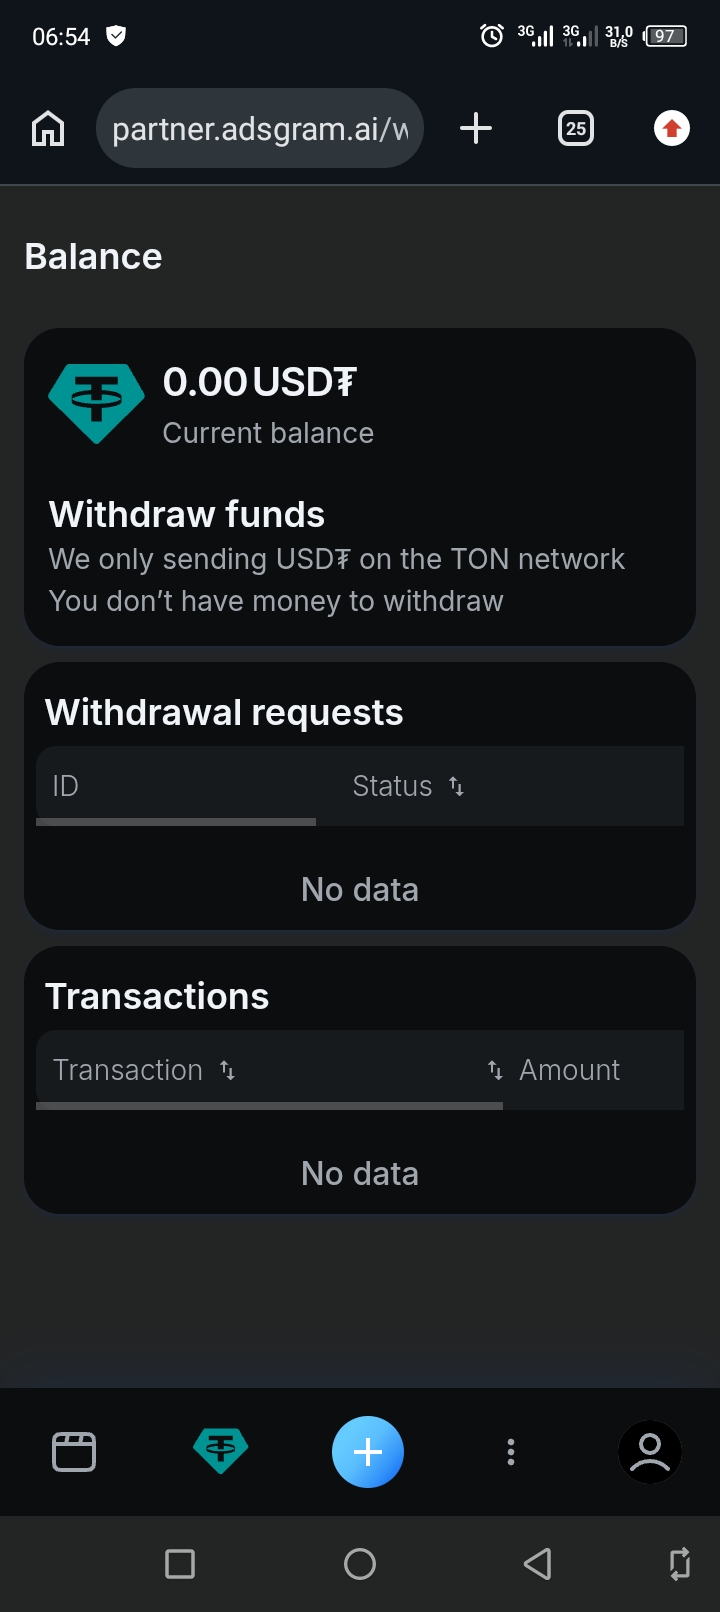 06:54
3G
3G
31,0
B/S
97
partner.adsgram.ai/w
25
Balance
0.00 USD₮
Current balance
Withdraw funds
We only sending USD₮ on the TON network
You don’t have money to withdraw
Withdrawal requests
ID Status
No data
Transactions
Transaction Amount
No data